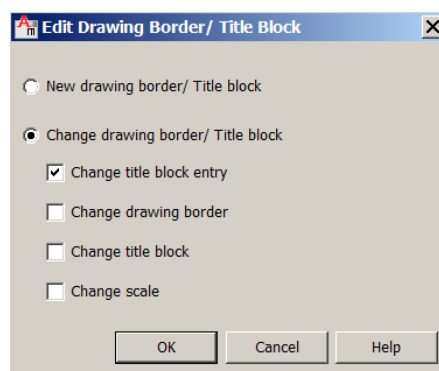 Edit Drawing Border/ Title Block
New drawing border/ Title block
Change drawing border/ Title block
Change title block entry
Change drawing border
Change title block
Change scale
OK Cancel Help